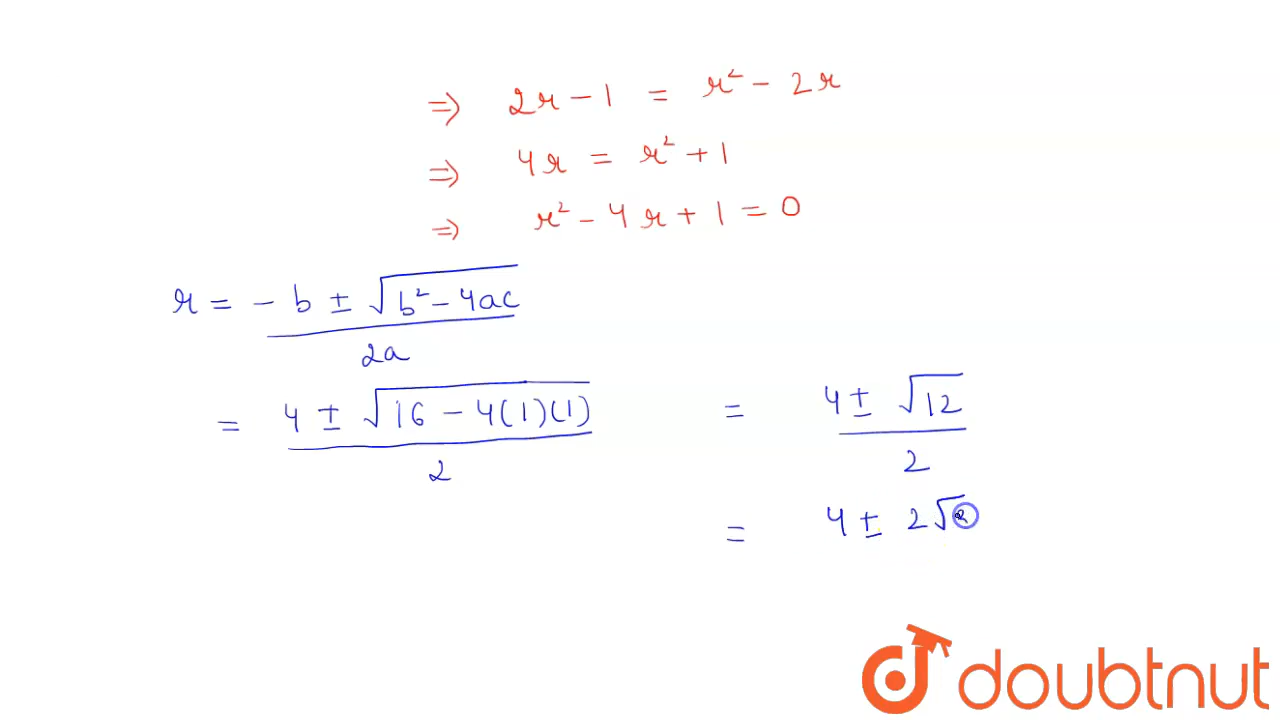 ⇒ 2r - 1 = r² - 2r
⇒ 4r = r² + 1
⇒ r² - 4r + 1 = 0
r = - b ± √(b² - 4ac)
2a
= 4 ± √(16 - 4(1)(1)) = 4 ± √12
2 2
= 4 ± 2√
doubtnut